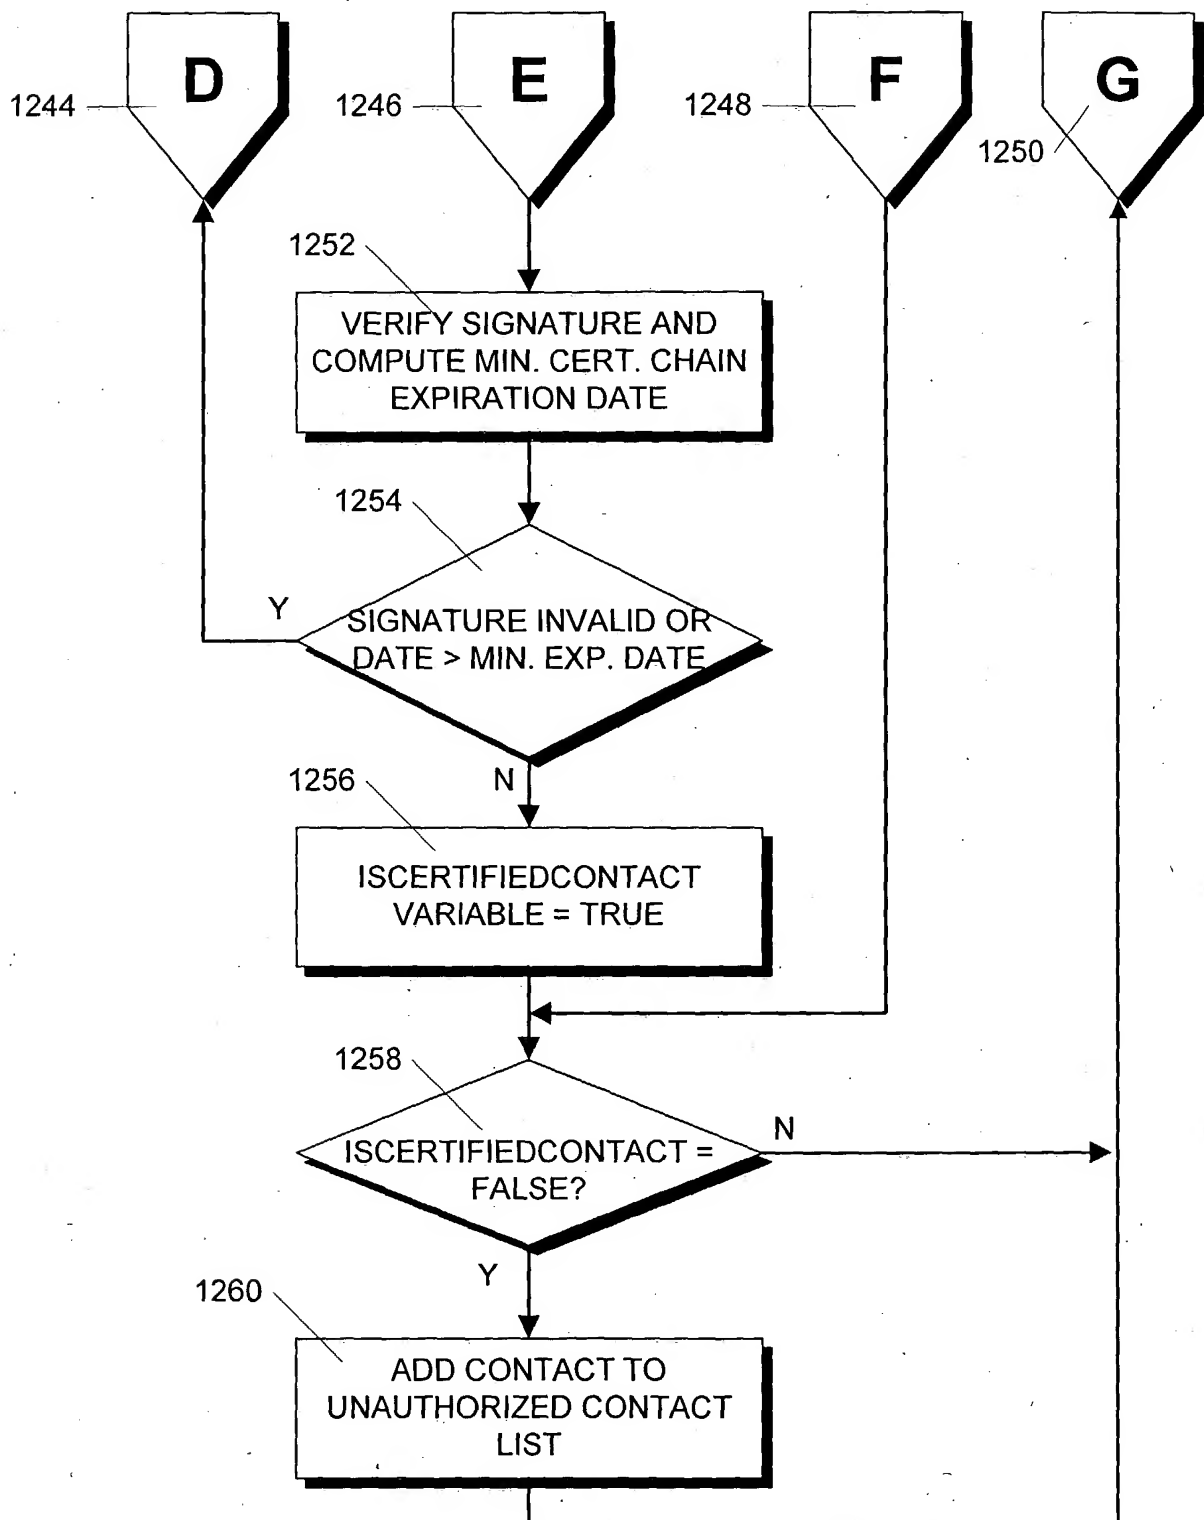 D
E
F
G
1244
1246
1248
1250
1252
VERIFY SIGNATURE AND
COMPUTE MIN. CERT. CHAIN
EXPIRATION DATE
1254
Y
SIGNATURE INVALID OR
DATE > MIN. EXP. DATE
N
1256
ISCERTIFIEDCONTACT
VARIABLE = TRUE
1258
N
ISCERTIFIEDCONTACT =
FALSE?
Y
1260
ADD CONTACT TO
UNAUTHORIZED CONTACT
LIST